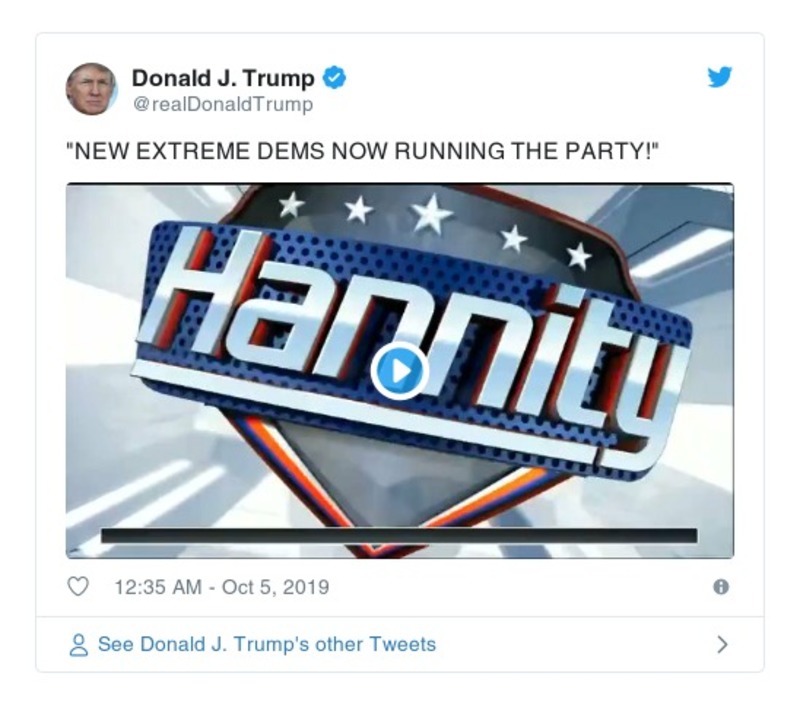 Donald J. Trump
@realDonaldTrump
"NEW EXTREME DEMS NOW RUNNING THE PARTY!"
Hannity
12:35 AM - Oct 5, 2019
See Donald J. Trump's other Tweets